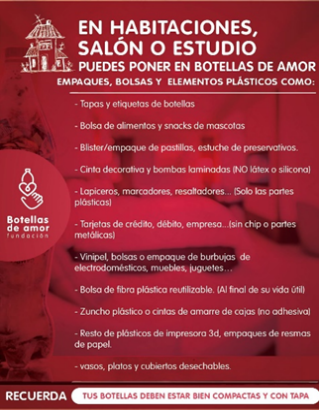 EN HABITACIONES,
SALÓN O ESTUDIO
PUEDES PONER EN BOTELLAS DE AMOR
EMPAQUES, BOLSAS Y ELEMENTOS PLÁSTICOS COMO:
- Tapas y etiquetas de botellas
- Bolsa de alimentos y snacks de mascotas
- Blister/empaque de pastillas, estuche de preservativos.
- Cinta decorativa y bombas laminadas (NO látex o silicona)
- Lapiceros, marcadores, resaltadores... (Solo las partes
plásticas)
- Tarjetas de crédito, débito, empresa...(sin chip o partes
metálicas)
- Vinipel, bolsas o empaque de burbujas de
electrodomésticos, muebles, juguetes...
- Bolsa de fibra plástica reutilizable. (Al final de su vida útil)
- Zuncho plástico o cintas de amarre de cajas (no adhesiva)
- Resto de plásticos de impresora 3d, empaques de resmas
de papel.
- vasos, platos y cubiertos desechables.
Botellas
de amor
fundación
RECUERDA
TUS BOTELLAS DEBEN ESTAR BIEN COMPACTAS Y CON TAPA